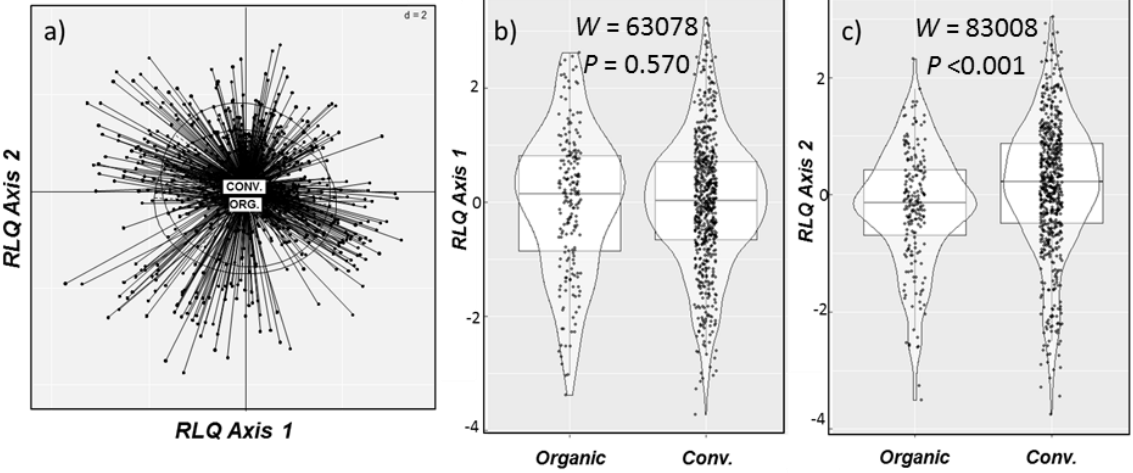 a)
d = 2
CONV.
ORG.
RLQ Axis 2
RLQ Axis 1
b)
W = 63078
P = 0.570
2
1
0
-2
-4
RLQ Axis 1
Organic
Conv.
c)
W = 83008
P <0.001
2
0
-2
-4
RLQ Axis 2
Organic
Conv.